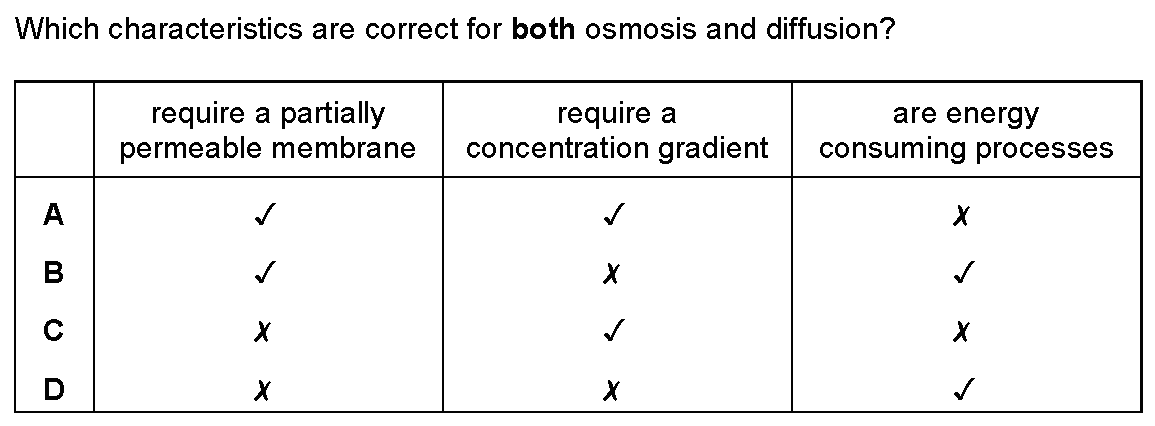 Which characteristics are correct for both osmosis and diffusion?
require a partially permeable membrane require a concentration gradient are energy consuming processes
A ✓ ✓ ✗
B ✓ ✗ ✓
C ✗ ✓ ✗
D ✗ ✗ ✓